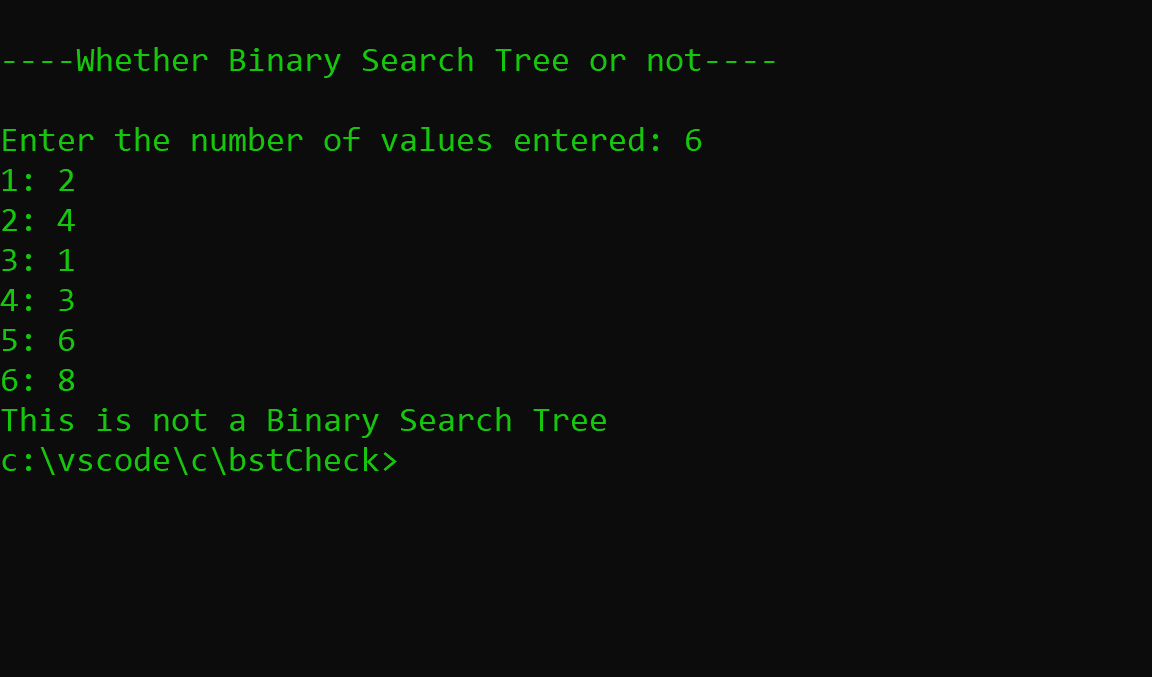 ----Whether Binary Search Tree or not----
Enter the number of values entered: 6
1: 2
2: 4
3: 1
4: 3
5: 6
6: 8
This is not a Binary Search Tree
c:\vscode\c\bstCheck>